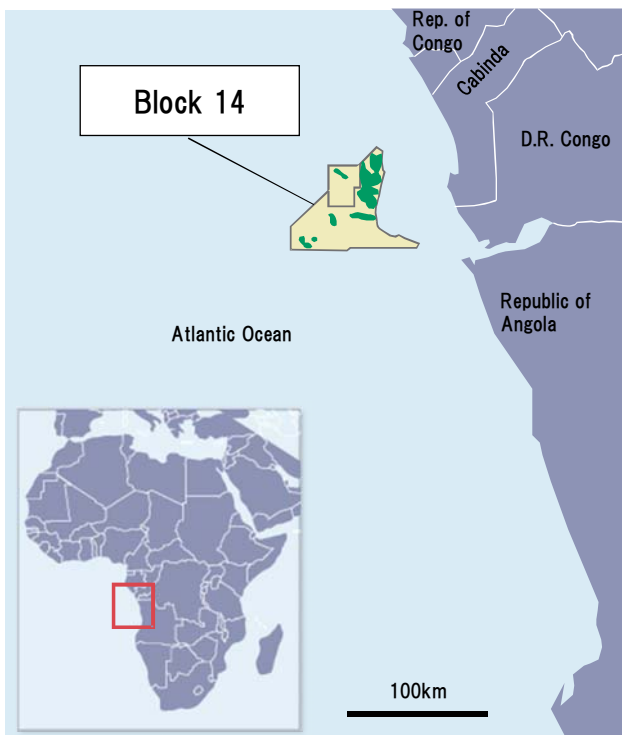 Rep. of
Congo
Cabinda
Block 14
D.R. Congo
Republic of
Angola
Atlantic Ocean
100km